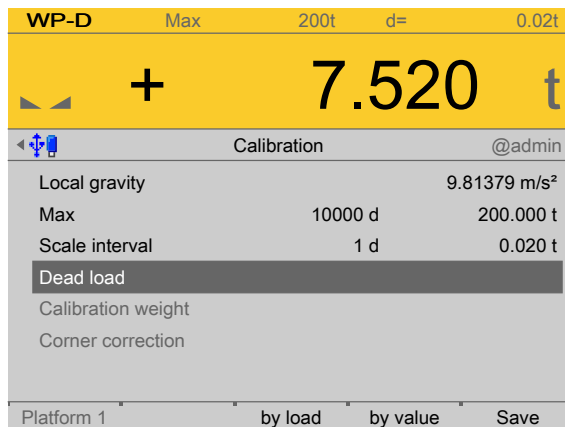 WP-D Max 200t d= 0.02t
+ 7.520 t
Calibration @admin
Local gravity 9.81379 m/s²
Max 10000 d 200.000 t
Scale interval 1 d 0.020 t
Dead load
Calibration weight
Corner correction
Platform 1 by load by value Save